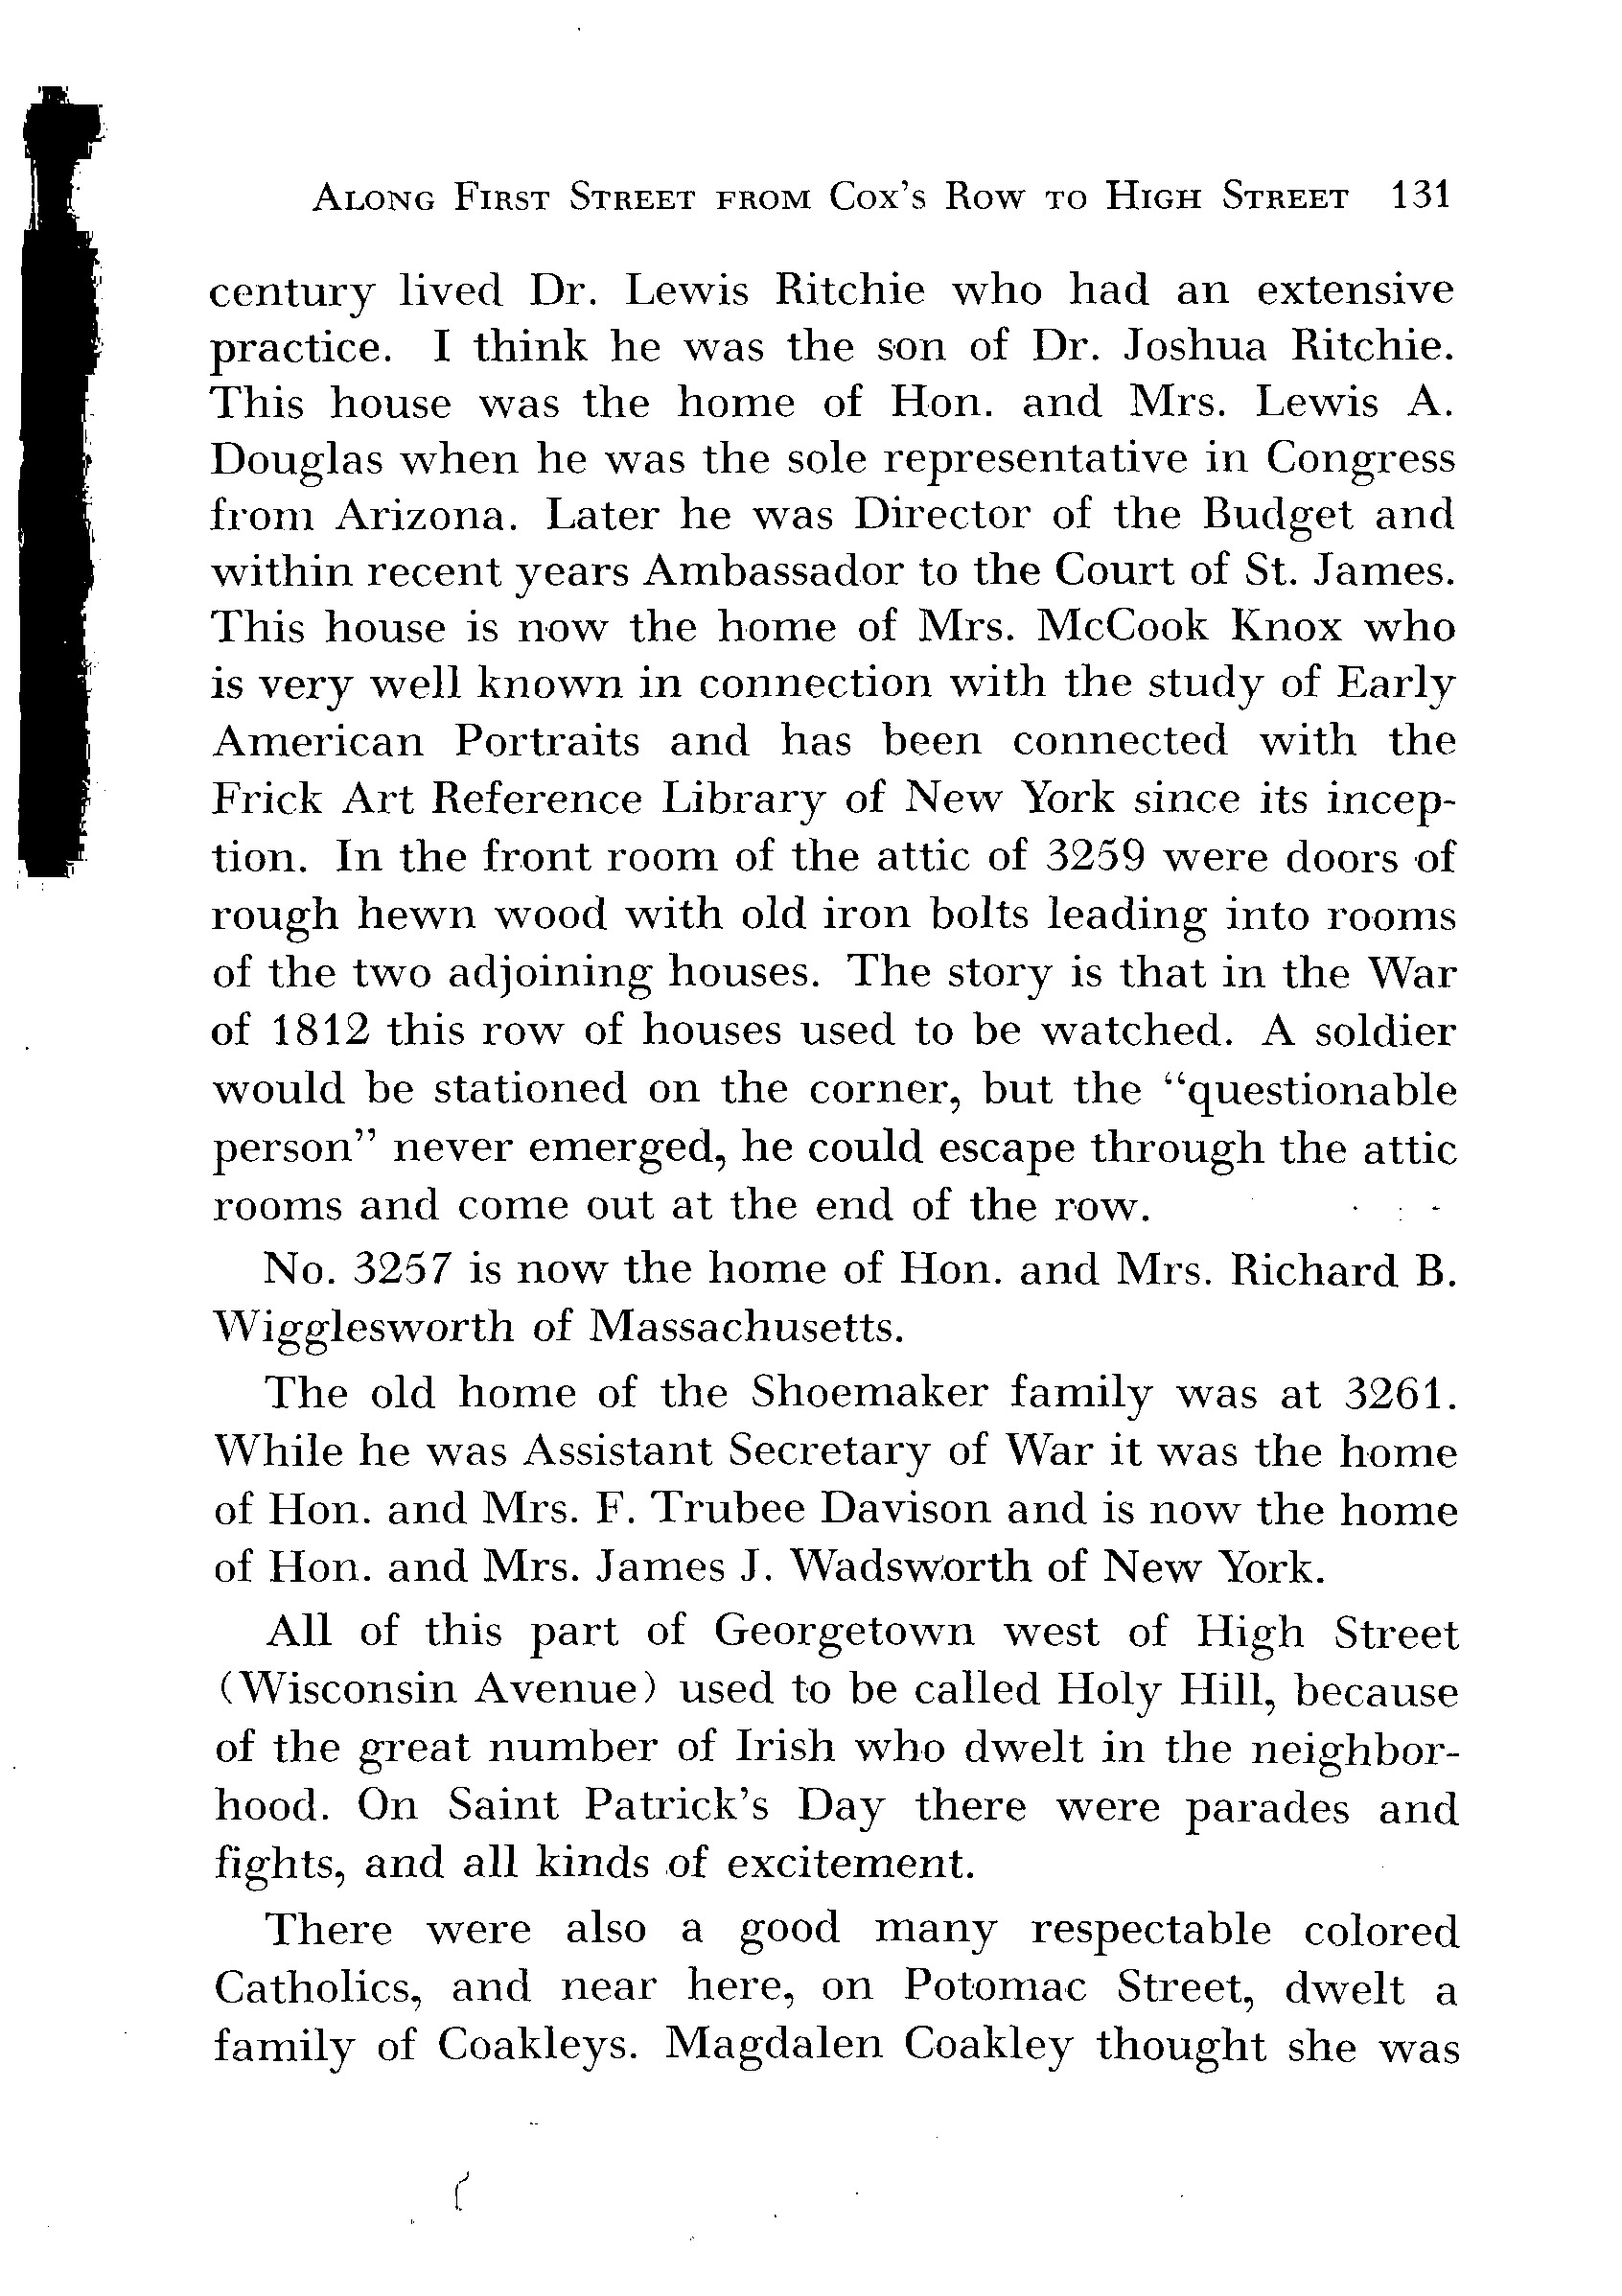 Along First Street from Cox's Row to High Street 131
century lived Dr. Lewis Ritchie who had an extensive
practice. I think he was the son of Dr. Joshua Ritchie.
This house was the home of Hon. and Mrs. Lewis A.
Douglas when he was the sole representative in Congress
from Arizona. Later he was Director of the Budget and
within recent years Ambassador to the Court of St. James.
This house is now the home of Mrs. McCook Knox who
is very well known in connection with the study of Early
American Portraits and has been connected with the
Frick Art Reference Library of New York since its incep-
tion. In the front room of the attic of 3259 were doors of
rough hewn wood with old iron bolts leading into rooms
of the two adjoining houses. The story is that in the War
of 1812 this row of houses used to be watched. A soldier
would be stationed on the corner, but the “questionable
person” never emerged, he could escape through the attic
rooms and come out at the end of the row.
No. 3257 is now the home of Hon. and Mrs. Richard B.
Wigglesworth of Massachusetts.
The old home of the Shoemaker family was at 3261.
While he was Assistant Secretary of War it was the home
of Hon. and Mrs. F. Trubee Davison and is now the home
of Hon. and Mrs. James J. Wadsworth of New York.
All of this part of Georgetown west of High Street
(Wisconsin Avenue) used to be called Holy Hill, because
of the great number of Irish who dwelt in the neighbor-
hood. On Saint Patrick's Day there were parades and
fights, and all kinds of excitement.
There were also a good many respectable colored
Catholics, and near here, on Potomac Street, dwelt a
family of Coakleys. Magdalen Coakley thought she was